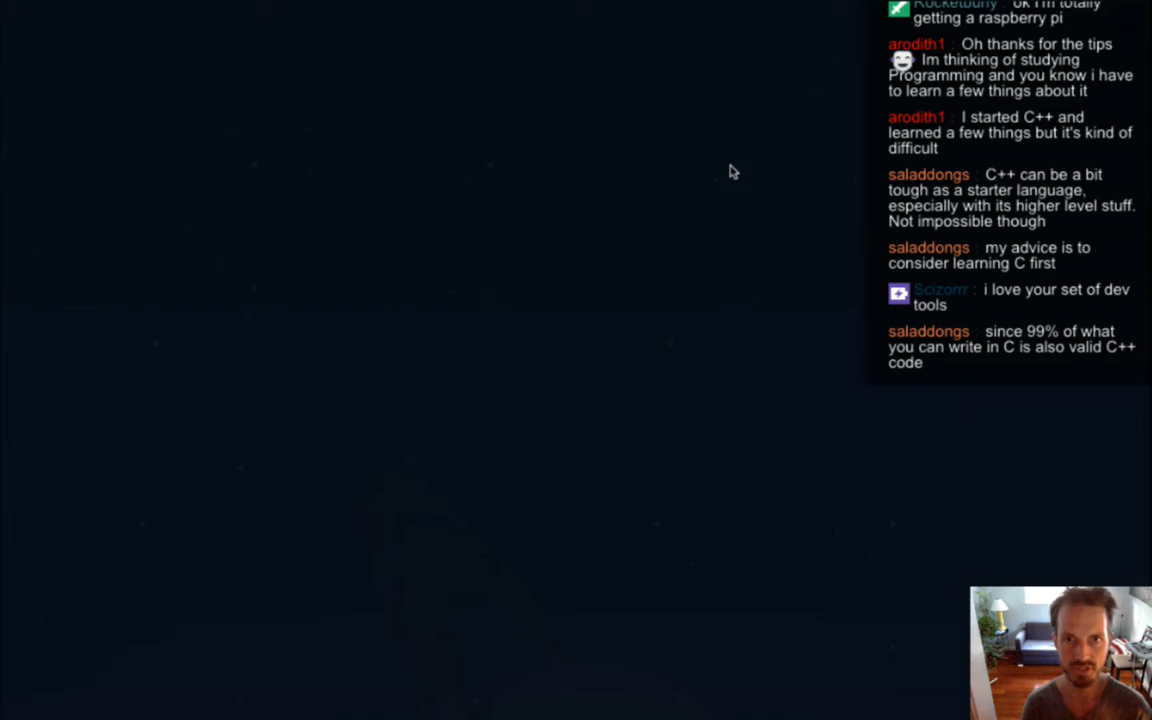 Rocketbuny : ok I'm totally
getting a raspberry pi
arodith1 : Oh thanks for the tips
Im thinking of studying
Programming and you know i have
to learn a few things about it
arodith1 : I started C++ and
learned a few things but it's kind of
difficult
saladdongs : C++ can be a bit
tough as a starter language,
especially with its higher level stuff.
Not impossible though
saladdongs : my advice is to
consider learning C first
Scizorrr : i love your set of dev
tools
saladdongs : since 99% of what
you can write in C is also valid C++
code